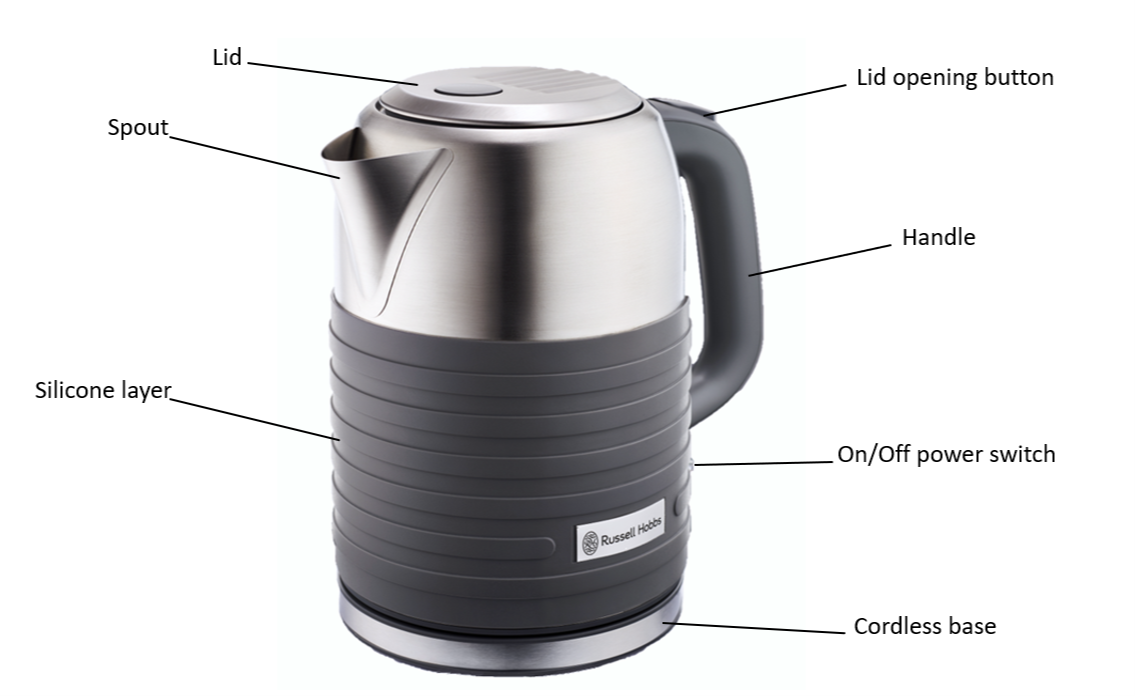 Lid
Lid opening button
Spout
Handle
Silicone layer
On/Off power switch
Russell Hobbs
Cordless base